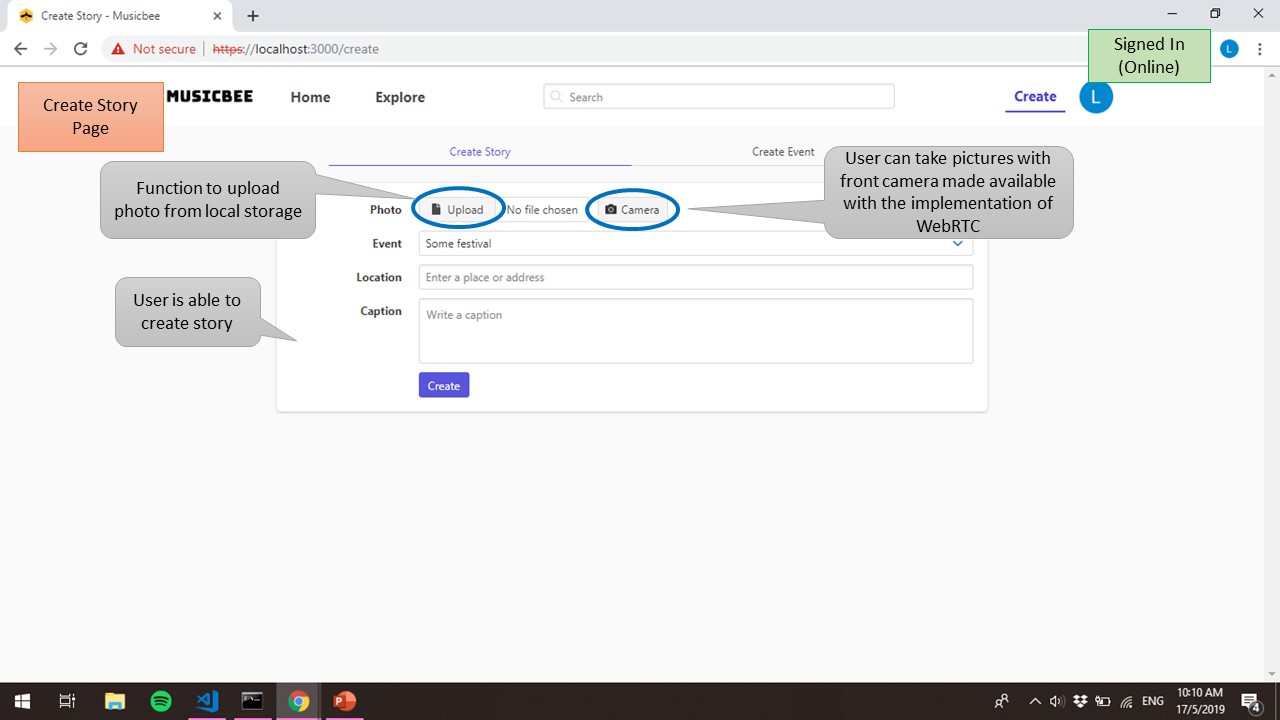 Create Story - Musicbee
Not secure https://localhost:3000/create
L
Signed In
(Online)
Create Story
Page
MUSICBEE Home Explore Search Create L
Create Story Create Event
Function to upload
photo from local storage
User can take pictures with
front camera made available
with the implementation of
WebRTC
Photo Upload No file chosen Camera
Event Some festival
Location Enter a place or address
User is able to
create story
Caption Write a caption
Create
ENG
10:10 AM
17/5/2019
4